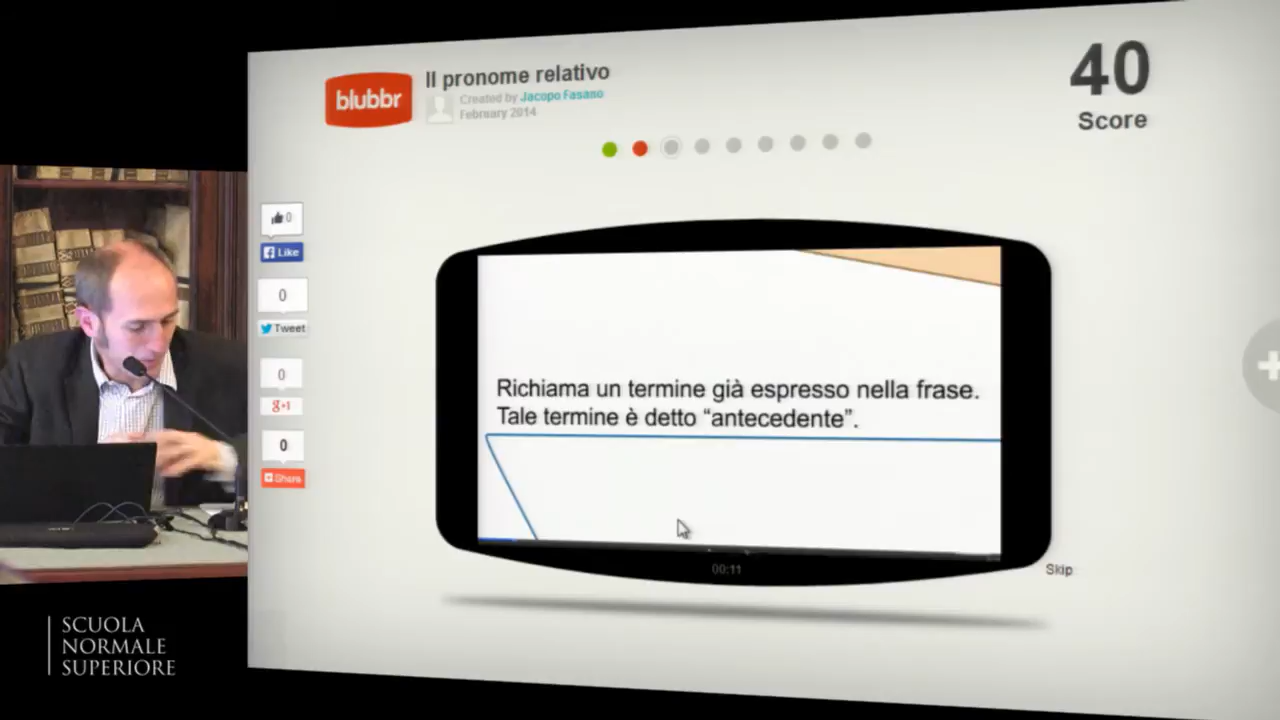 blubbr
Il pronome relativo
Created by Jacopo Fasano
February 2014
40
Score
0
Like
0
Tweet
0
g+1
0
Share
Richiama un termine già espresso nella frase.
Tale termine è detto “antecedente”.
00:11
Skip
SCUOLA
NORMALE
SUPERIORE